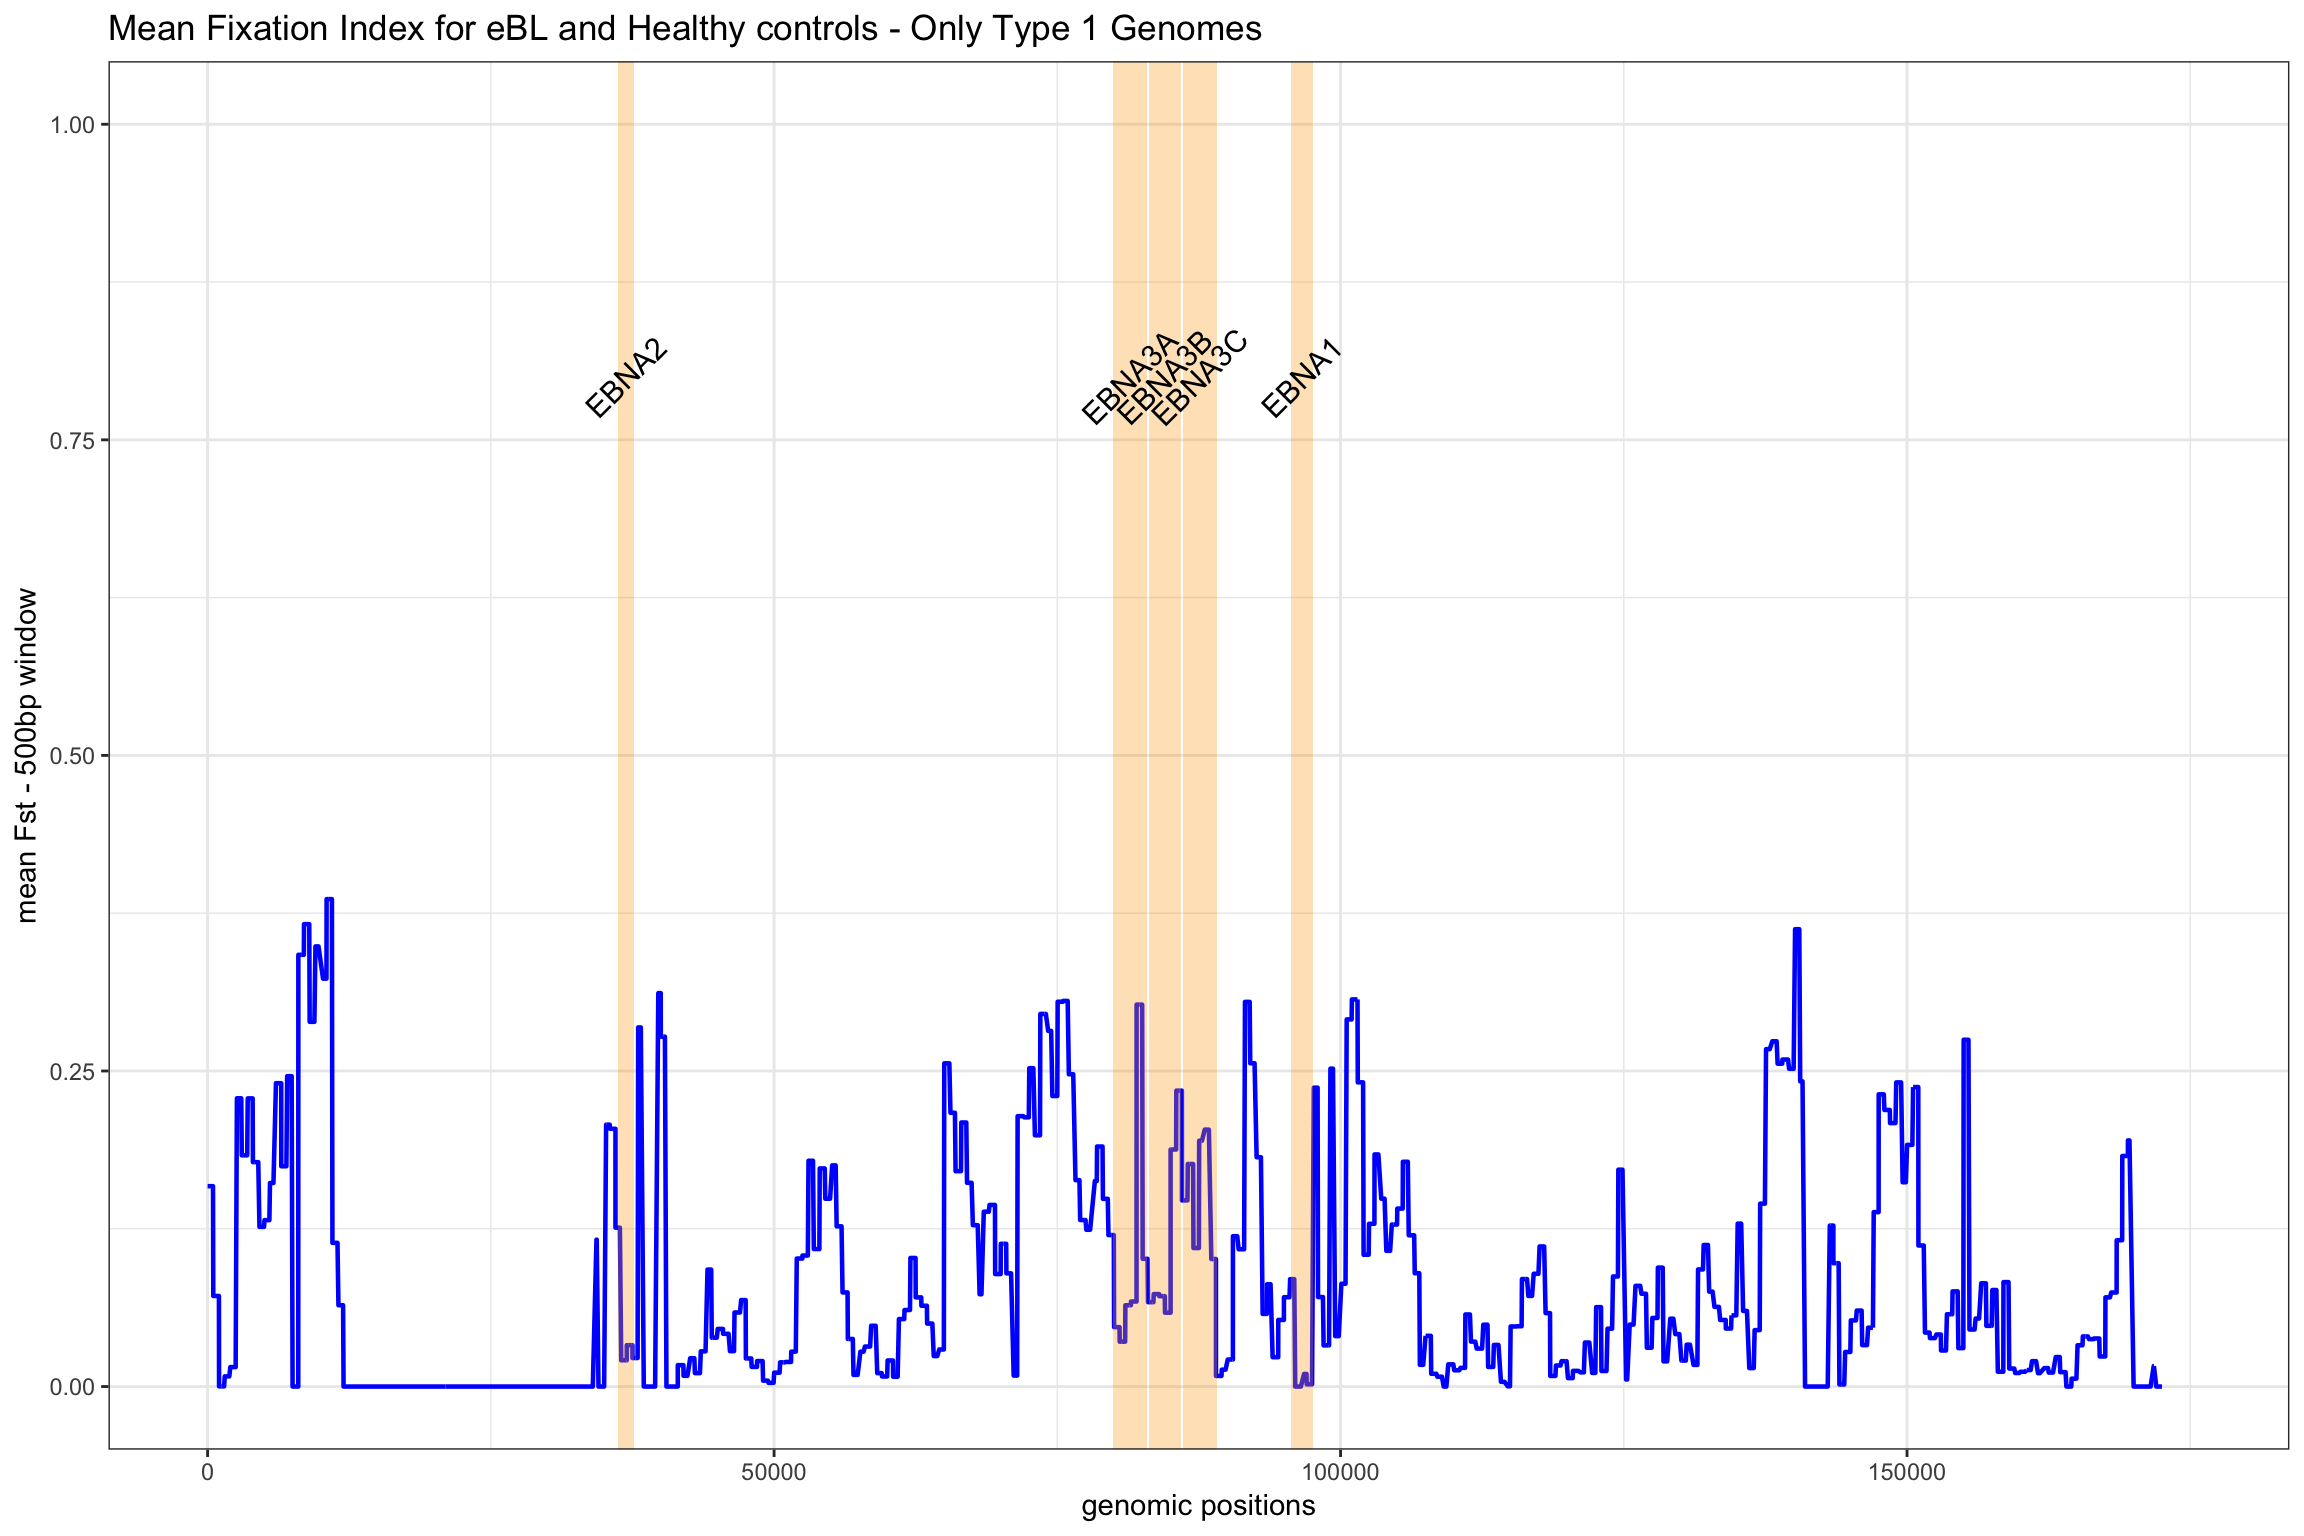 Mean Fixation Index for eBL and Healthy controls - Only Type 1 Genomes
mean Fst - 500bp window
1.00
0.75
0.50
0.25
0.00
EBNA2
EBNA3A
EBNA3B
EBNA3C
EBNA1
0
50000
100000
150000
genomic positions